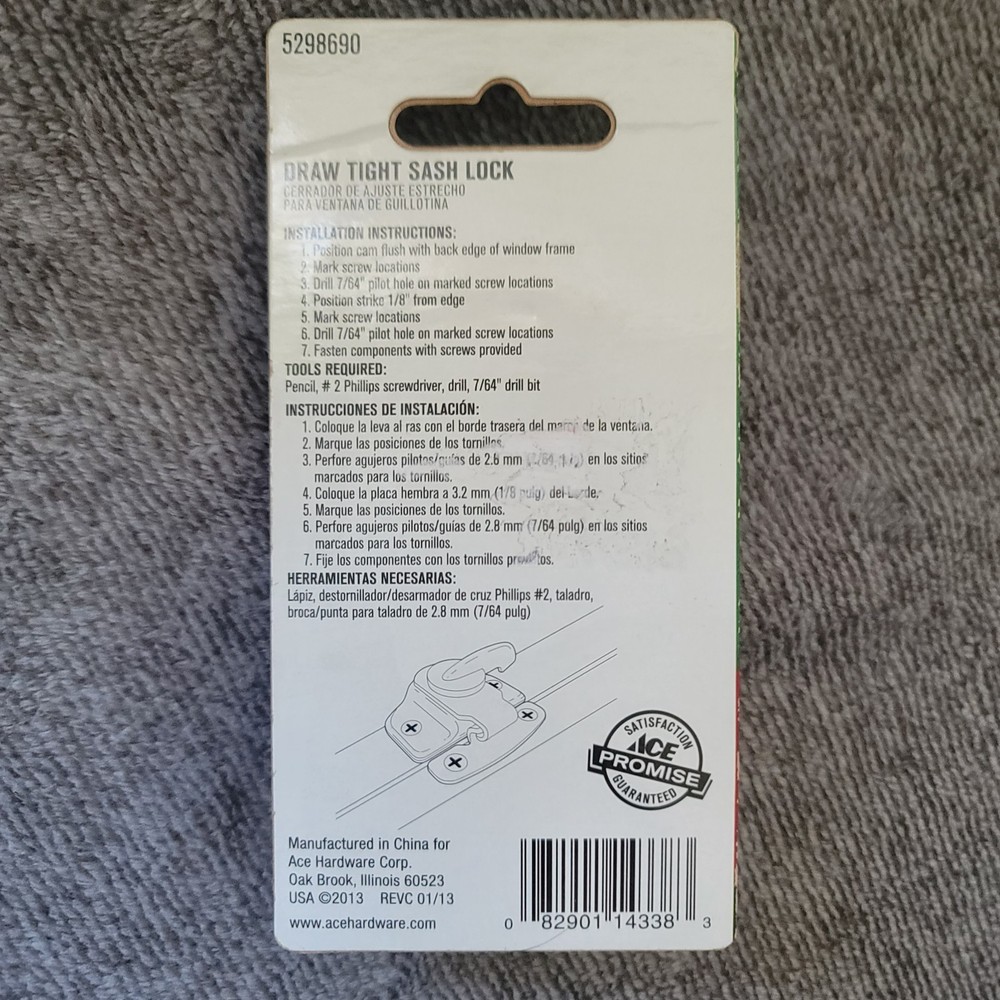 5298690
DRAW TIGHT SASH LOCK
CERRADOR DE AJUSTE ESTRECHO
PARA VENTANA DE GUILLOTINA
INSTALLATION INSTRUCTIONS:
1. Position cam flush with back edge of window frame
2. Mark screw locations
3. Drill 7/64" pilot hole on marked screw locations
4. Position strike 1/8" from edge
5. Mark screw locations
6. Drill 7/64" pilot hole on marked screw locations
7. Fasten components with screws provided
TOOLS REQUIRED:
Pencil, # 2 Phillips screwdriver, drill, 7/64" drill bit
INSTRUCCIONES DE INSTALACIÓN:
1. Coloque la leva al ras con el borde trasera del marco de la ventana.
2. Marque las posiciones de los tornillos.
3. Perfore agujeros pilotos/guías de 2.8 mm (7/64 pulg) en los sitios
marcados para los tornillos.
4. Coloque la placa hembra a 3.2 mm (1/8 pulg) del borde.
5. Marque las posiciones de los tornillos.
6. Perfore agujeros pilotos/guías de 2.8 mm (7/64 pulg) en los sitios
marcados para los tornillos.
7. Fije los componentes con los tornillos
HERRAMIENTAS NECESARIAS:
Lápiz, destornillador/desarmador de cruz Phillips #2, taladro,
broca/punta para taladro de 2.8 mm (7/64 pulg)
SATISFACTION
ACE
PROMISE
GUARANTEED
Manufactured in China for
Ace Hardware Corp.
Oak Brook, Illinois 60523
USA ©2013 REVC 01/13
www.acehardware.com
0 82901 14338 3